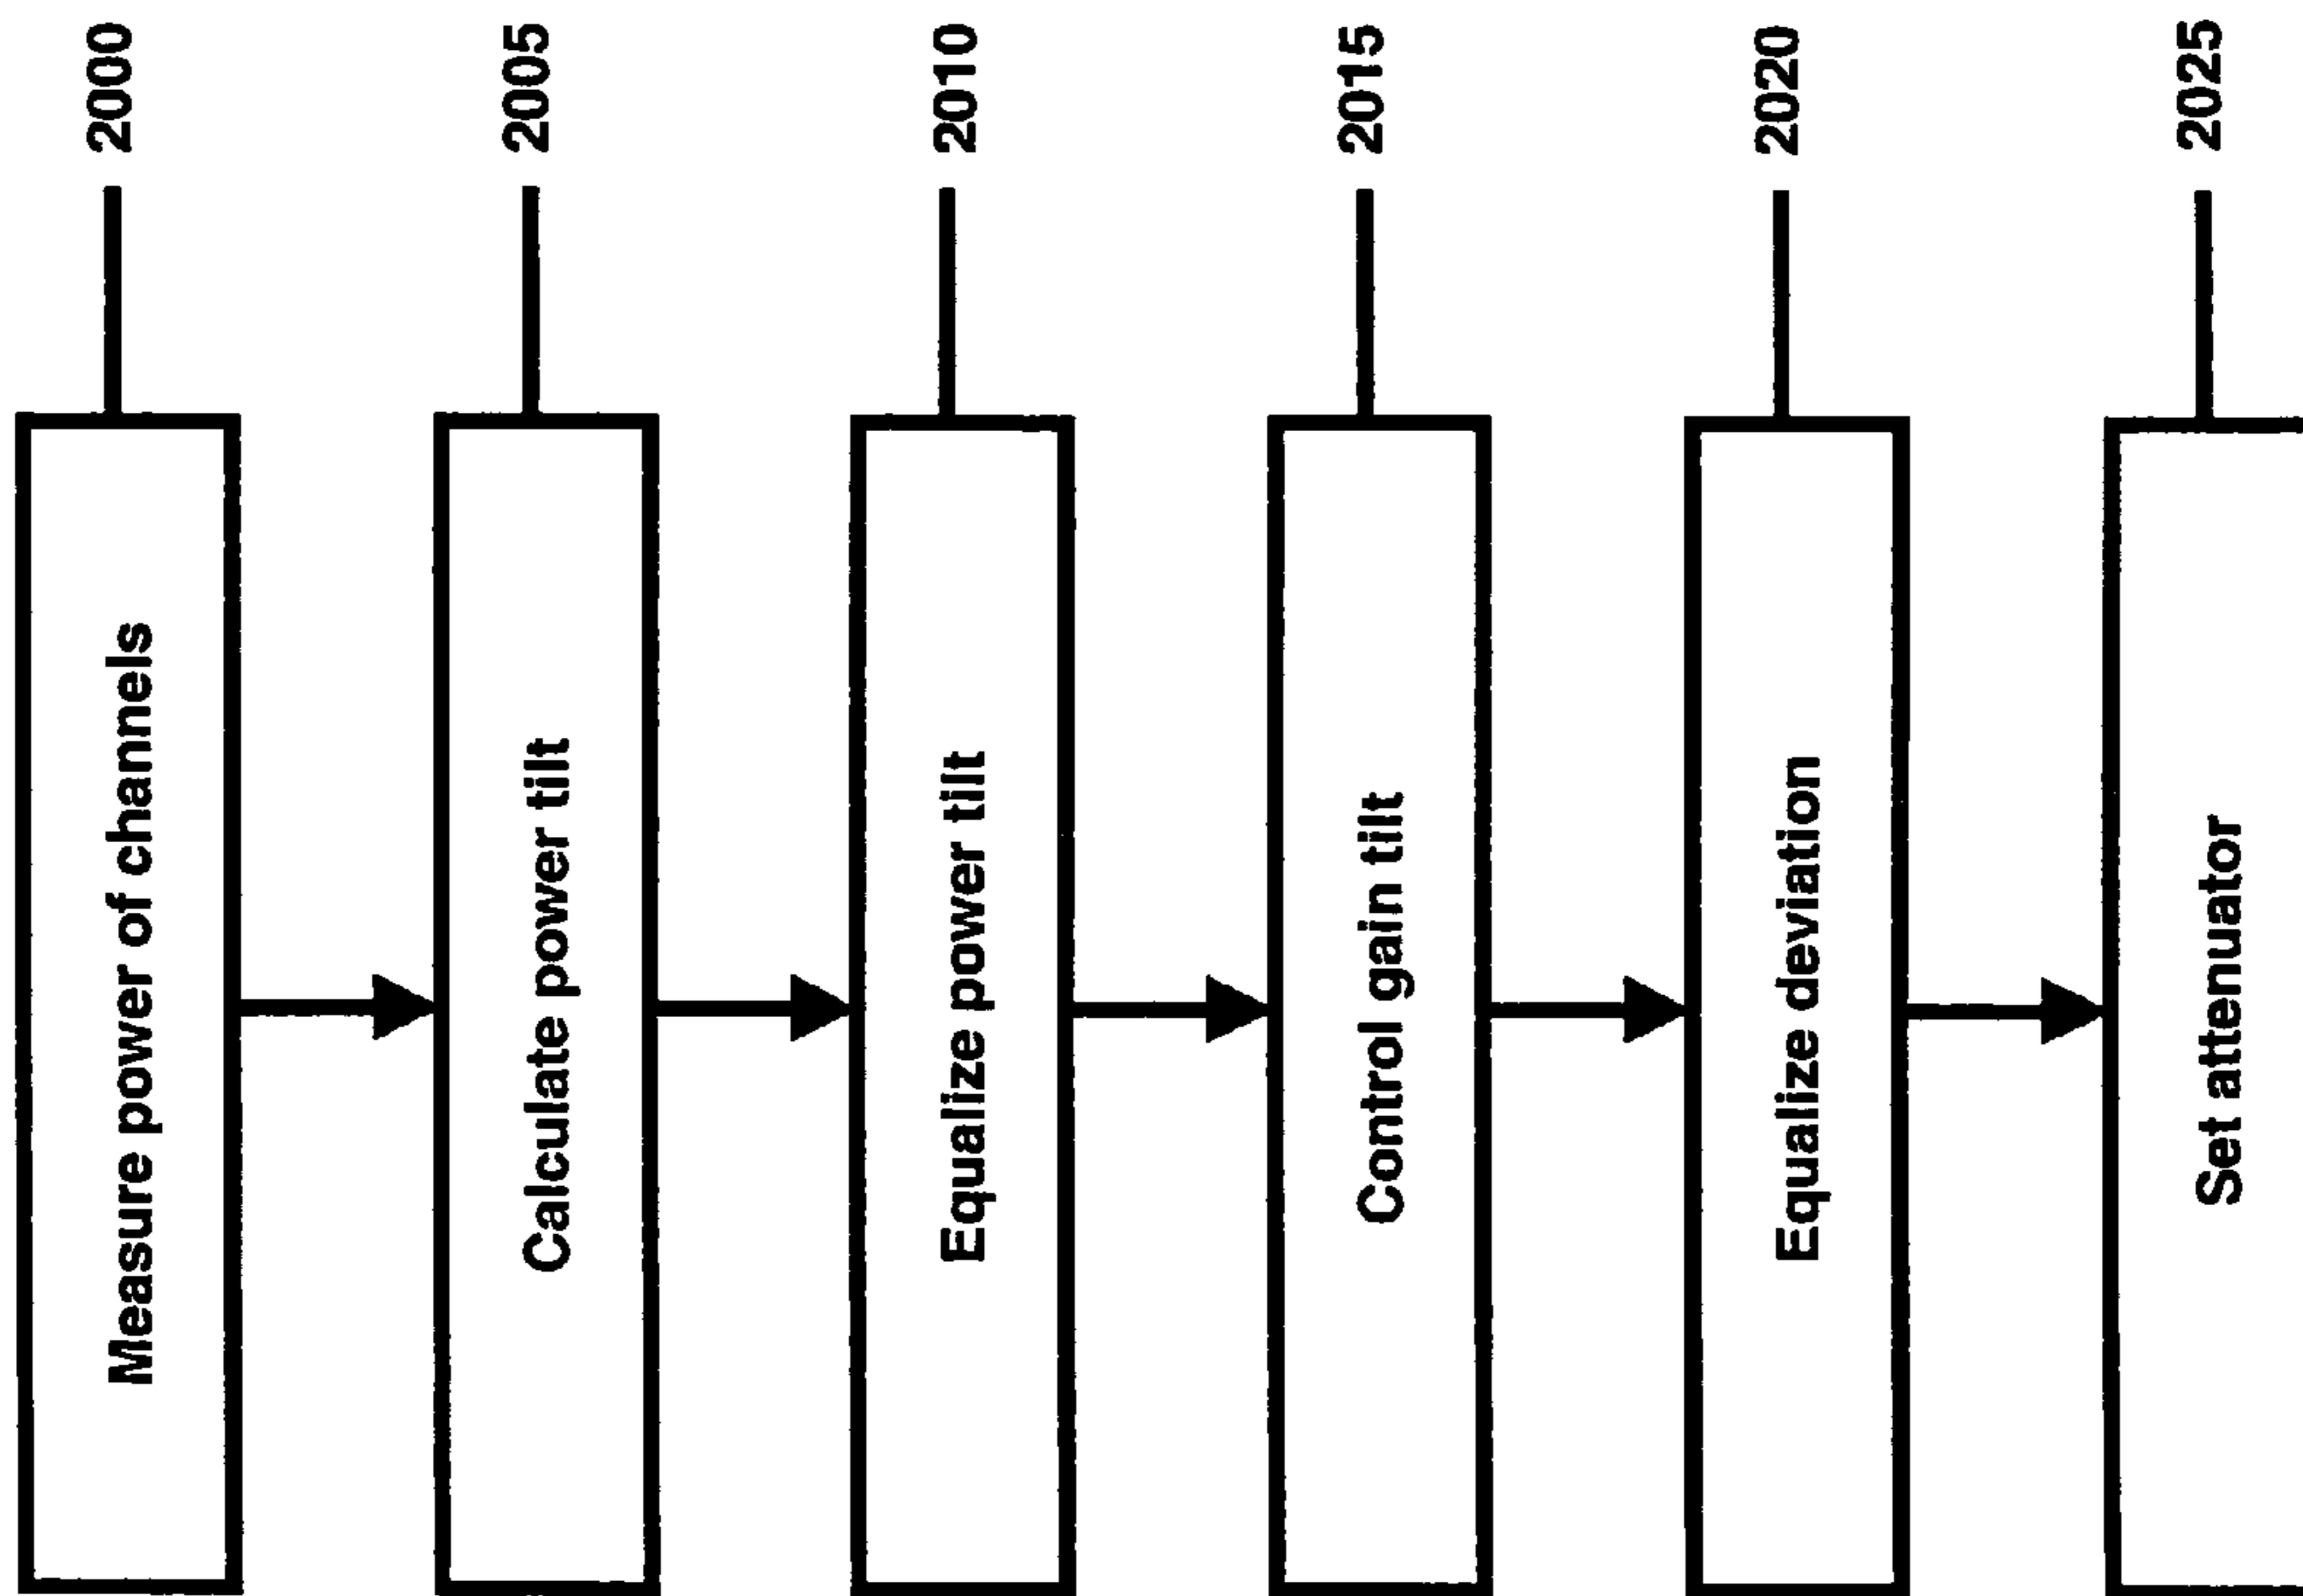 Measure power of channels
2000
Calculate power tilt
2005
Equalize power tilt
2010
Control gain tilt
2015
Equalize deviation
2020
Set attenuator
2025